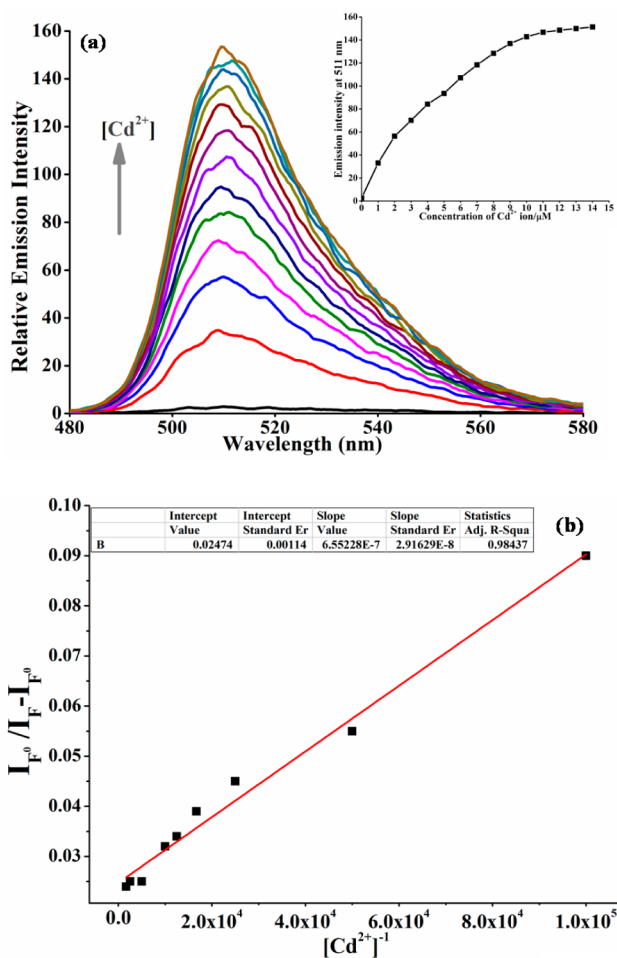 (a)
[Cd²⁺]
Relative Emission Intensity
160
140
120
100
80
60
40
20
0
480 500 520 540 560 580
Wavelength (nm)
Emission intensity at 511 nm
160
140
120
100
80
60
40
20
0
0 1 2 3 4 5 6 7 8 9 10 11 12 13 14 15
Concentration of Cd²⁺ ion/µM
(b)
Intercept Intercept Slope Slope Statistics
Value Standard Er Value Standard Er Adj. R-Squa
B 0.02474 0.00114 6.55228E-7 2.91629E-8 0.98437
I_F⁰/I_F-I_F⁰
0.10
0.09
0.08
0.07
0.06
0.05
0.04
0.03
0.0 2.0x10⁴ 4.0x10⁴ 6.0x10⁴ 8.0x10⁴ 1.0x10⁵
[Cd²⁺]⁻¹